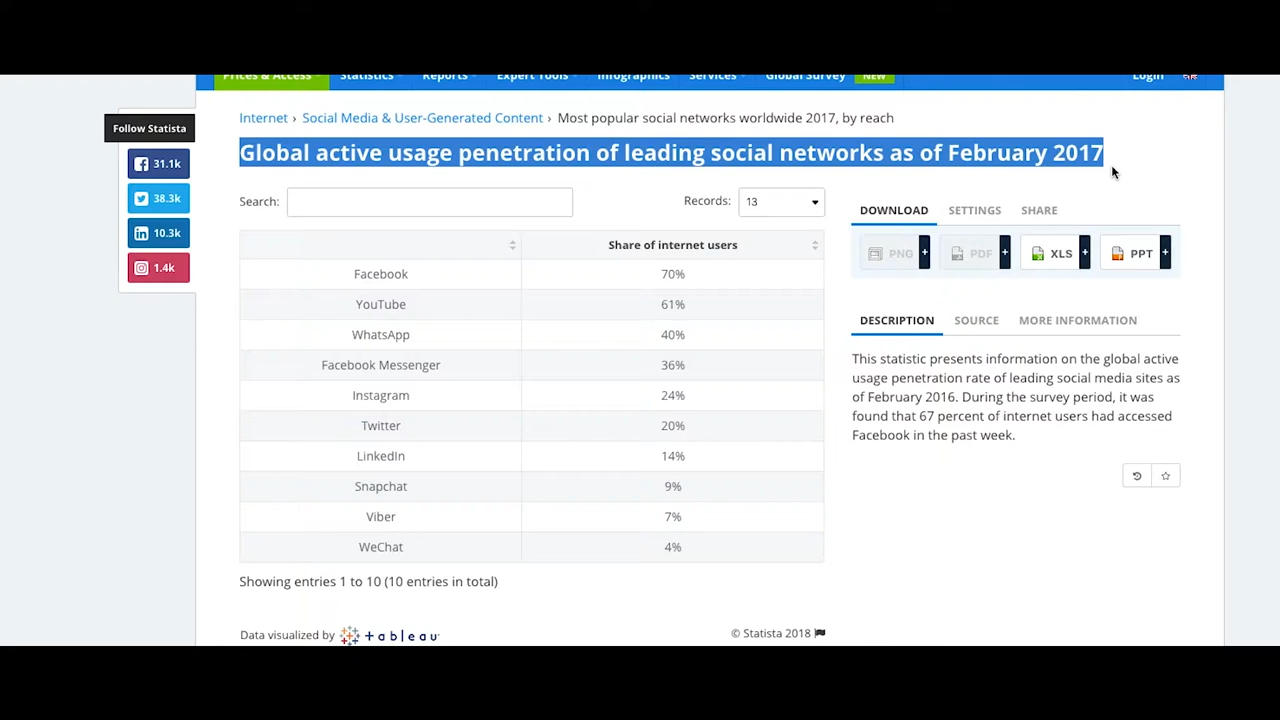 Prices & Access Statistics Reports Expert Tools Infographics Services Global Survey NEW Login
Follow Statista
31.1k
38.3k
10.3k
1.4k
Internet › Social Media & User-Generated Content › Most popular social networks worldwide 2017, by reach
Global active usage penetration of leading social networks as of February 2017
Search: Records: 13
Share of internet users
Facebook 70%
YouTube 61%
WhatsApp 40%
Facebook Messenger 36%
Instagram 24%
Twitter 20%
LinkedIn 14%
Snapchat 9%
Viber 7%
WeChat 4%
Showing entries 1 to 10 (10 entries in total)
Data visualized by +ableau
© Statista 2018
DOWNLOAD SETTINGS SHARE
PNG + PDF + XLS + PPT +
DESCRIPTION SOURCE MORE INFORMATION
This statistic presents information on the global active
usage penetration rate of leading social media sites as
of February 2016. During the survey period, it was
found that 67 percent of internet users had accessed
Facebook in the past week.